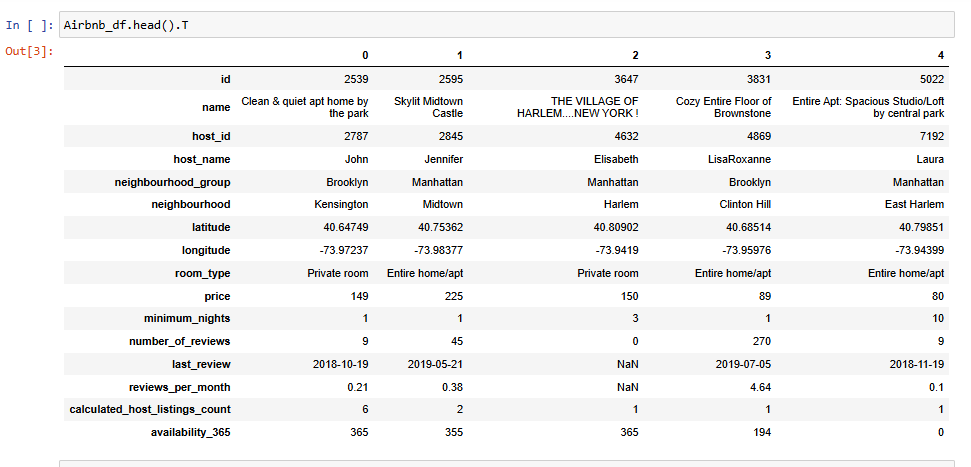 In [ ]: Airbnb_df.head().T
Out[3]:
0 1 2 3 4
id 2539 2595 3647 3831 5022
name Clean & quiet apt home by the park Skylit Midtown Castle THE VILLAGE OF HARLEM....NEW YORK ! Cozy Entire Floor of Brownstone Entire Apt: Spacious Studio/Loft by central park
host_id 2787 2845 4632 4869 7192
host_name John Jennifer Elisabeth LisaRoxanne Laura
neighbourhood_group Brooklyn Manhattan Manhattan Brooklyn Manhattan
neighbourhood Kensington Midtown Harlem Clinton Hill East Harlem
latitude 40.64749 40.75362 40.80902 40.68514 40.79851
longitude -73.97237 -73.98377 -73.9419 -73.95976 -73.94399
room_type Private room Entire home/apt Private room Entire home/apt Entire home/apt
price 149 225 150 89 80
minimum_nights 1 1 3 1 10
number_of_reviews 9 45 0 270 9
last_review 2018-10-19 2019-05-21 NaN 2019-07-05 2018-11-19
reviews_per_month 0.21 0.38 NaN 4.64 0.1
calculated_host_listings_count 6 2 1 1 1
availability_365 365 355 365 194 0